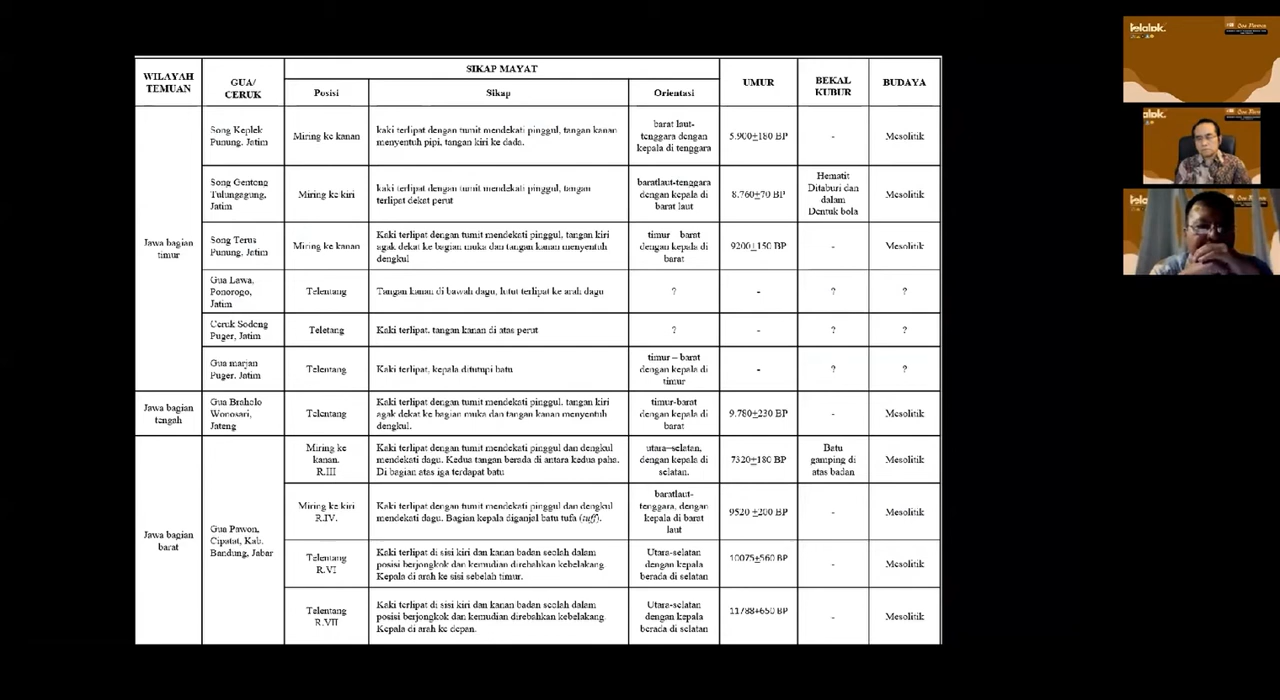 WILAYAH
TEMUAN
GUA/
CERUK
SIKAP MAYAT
Posisi
Sikap
Orientasi
UMUR
BEKAL
KUBUR
BUDAYA
Jawa bagian
timur
Song Keplek
Punung, Jatim
Miring ke kanan
kaki terlipat dengan tumit mendekati pinggul, tangan kanan
menyentuh pipi, tangan kiri ke dada.
barat laut-
tenggara dengan
kepala di tenggara
5.900±180 BP
-
Mesolitik
Song Gentong
Tulungagung,
Jatim
Miring ke kiri
kaki terlipat dengan tumit mendekati pinggul, tangan
terlipat dekat perut
baratlaut-tenggara
dengan kepala di
barat laut
8.760±70 BP
Hematit
Ditaburi dan
dalam
Dentuk bola
Mesolitik
Song Terus
Punung, Jatim
Miring ke kanan
Kaki terlipat dengan tumit mendekati pinggul, tangan kiri
agak dekat ke bagian muka dan tangan kanan menyentuh
dengkul
timur – barat
dengan kepala di
barat
9200±150 BP
-
Mesolitik
Gua Lawa,
Ponorogo,
Jatim
Telentang
Tangan kanan di bawah dagu, lutut terlipat ke arah dagu
?
-
?
?
Ceruk Sodong
Puger, Jatim
Teletang
Kaki terlipat, tangan kanan di atas perut
?
-
?
?
Gua marjan
Puger, Jatim
Telentang
Kaki terlipat, kepala ditutupi batu
timur – barat
dengan kepala di
timur
-
?
?
Jawa bagian
tengah
Gua Braholo
Wonosari,
Jateng
Telentang
Kaki terlipat dengan tumit mendekati pinggul, tangan kiri
agak dekat ke bagian muka dan tangan kanan menyentuh
dengkul.
timur-barat
dengan kepala di
barat
9.780±230 BP
-
Mesolitik
Jawa bagian
barat
Gua Pawon,
Cipatat, Kab.
Bandung, Jabar
Miring ke
kanan.
R.III
Kaki terlipat dengan tumit mendekati pinggul dan dengkul
mendekati dagu. Kedua tangan berada di antara kedua paha.
Di bagian atas iga terdapat batu
utara–selatan,
dengan kepala di
selatan.
7320±180 BP
Batu
gamping di
atas badan
Mesolitik
Miring ke kiri
R.IV.
Kaki terlipat dengan tumit mendekati pinggul dan dengkul
mendekati dagu. Bagian kepala diganjal batu tufa (tuff).
baratlaut-
tenggara, dengan
kepala di barat
laut
9520 ±200 BP
-
Mesolitik
Telentang
R.VI
Kaki terlipat di sisi kiri dan kanan badan seolah dalam
posisi berjongkok dan kemudian direbahkan kebelakang.
Kepala di arah ke sisi sebelah timur.
Utara-selatan
dengan kepala
berada di selatan
10075±560 BP
-
Mesolitik
Telentang
R.VII
Kaki terlipat di sisi kiri dan kanan badan seolah dalam
posisi berjongkok dan kemudian direbahkan kebelakang.
Kepala di arah ke depan.
Utara-selatan
dengan kepala
berada di selatan
11788+650 BP
-
Mesolitik